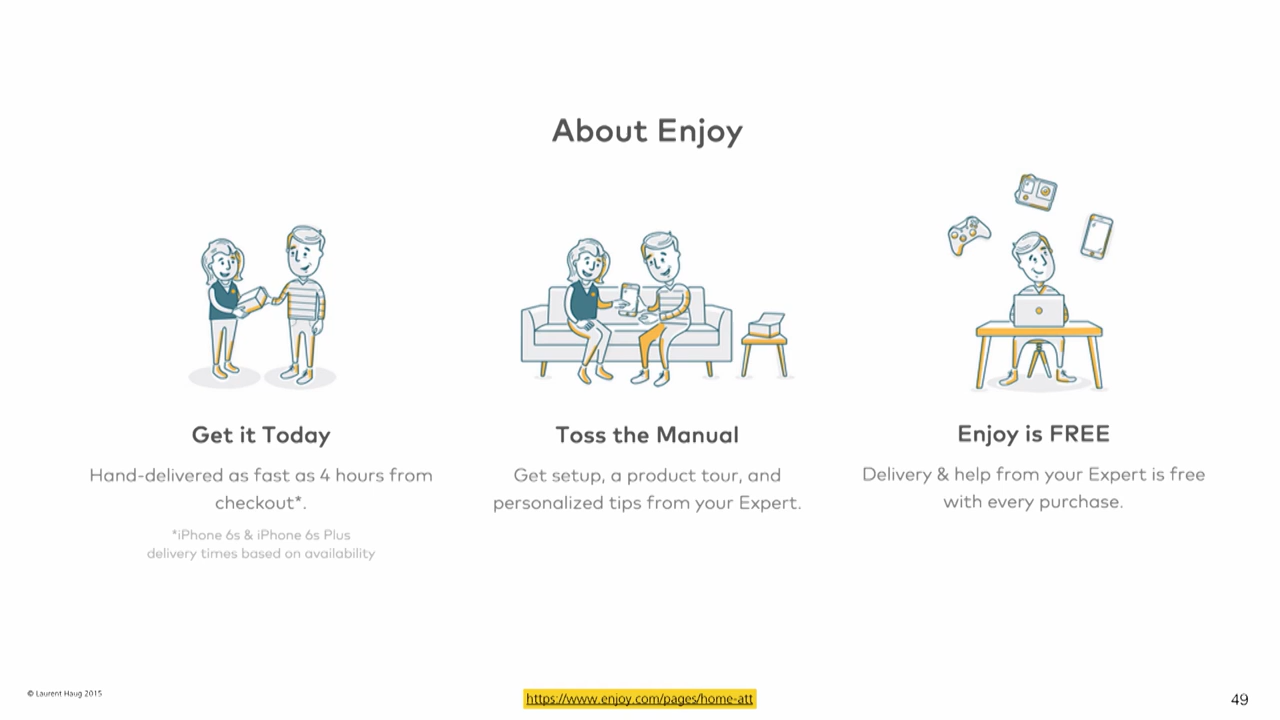 About Enjoy
Get it Today
Hand-delivered as fast as 4 hours from
checkout*.
*iPhone 6s & iPhone 6s Plus
delivery times based on availability
Toss the Manual
Get setup, a product tour, and
personalized tips from your Expert.
Enjoy is FREE
Delivery & help from your Expert is free
with every purchase.
© Laurent Haug 2015
https://www.enjoy.com/pages/home-att
49